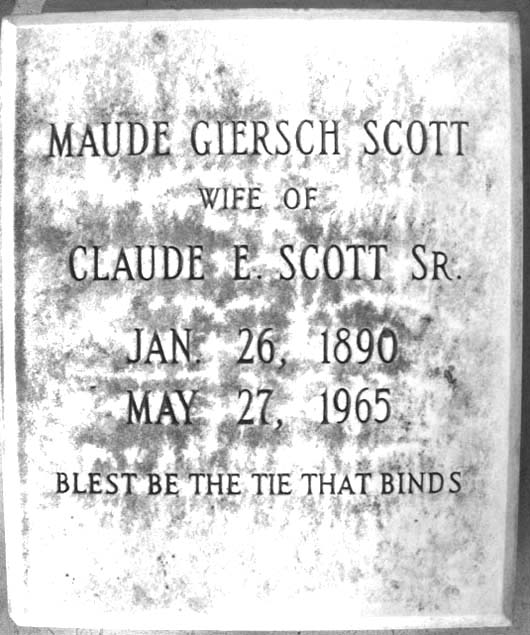 MAUDE GIERSCH SCOTT
WIFE OF
CLAUDE E. SCOTT SR.
JAN. 26, 1890
MAY 27, 1965
BLEST BE THE TIE THAT BINDS